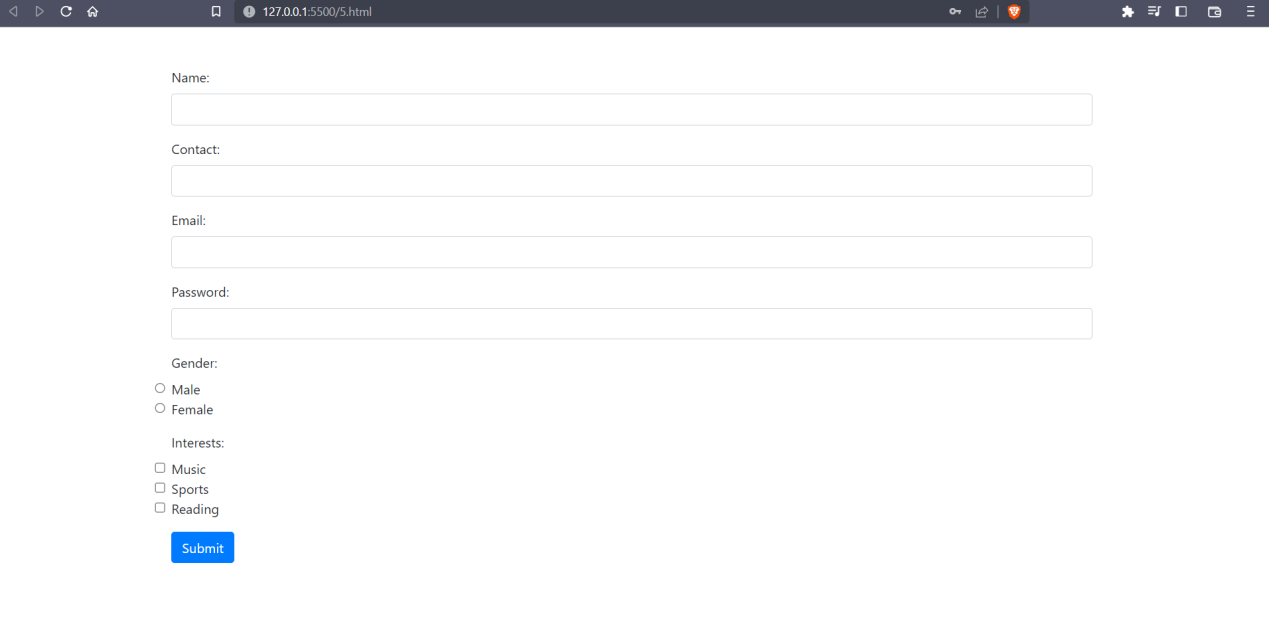 127.0.0.1:5500/5.html
Name:
Contact:
Email:
Password:
Gender:
Male
Female
Interests:
Music
Sports
Reading
Submit